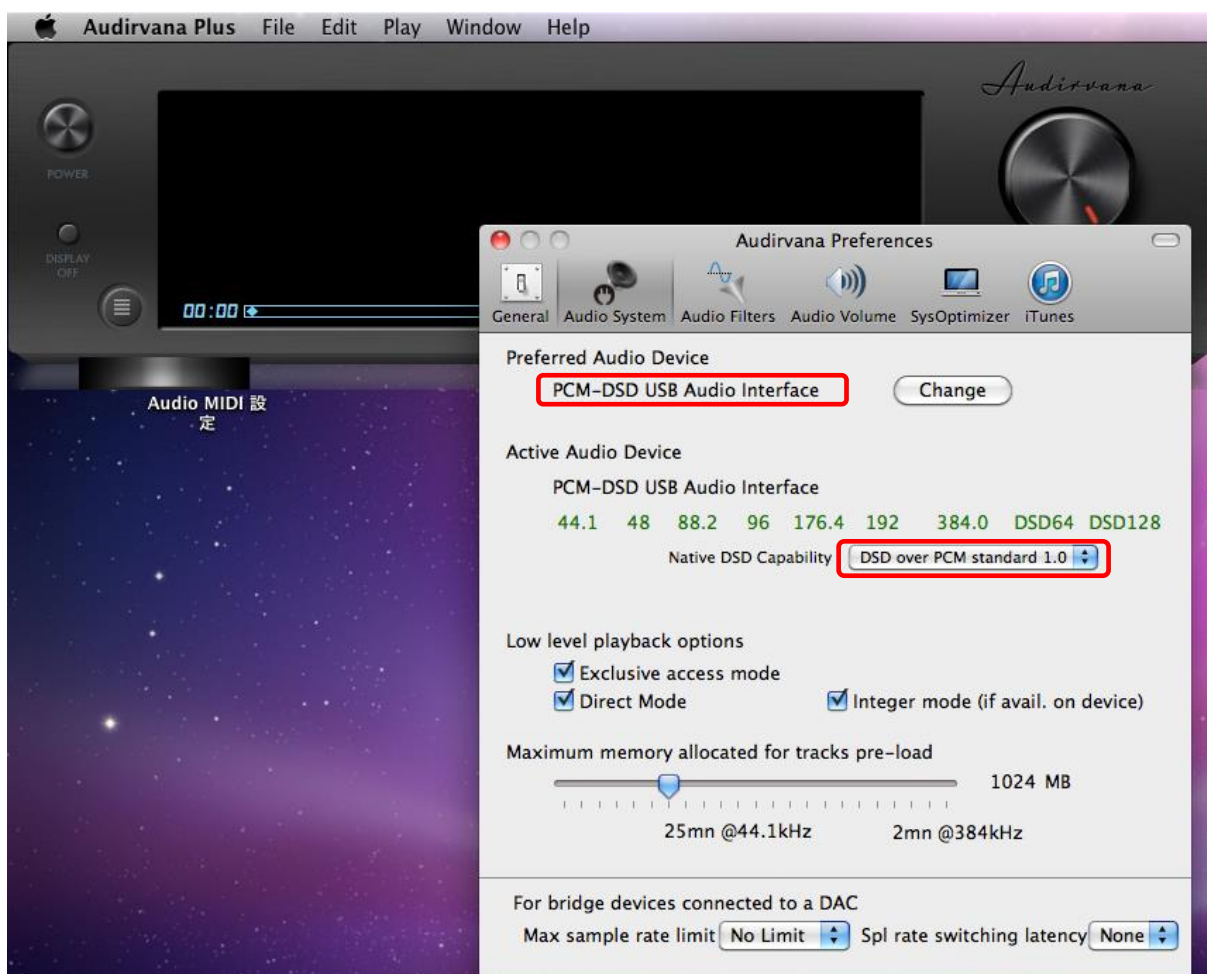 Audirvana Plus File Edit Play Window Help
Audirvana
POWER
DISPLAY
OFF
00:00
Audio MIDI 設
定
Audirvana Preferences
General Audio System Audio Filters Audio Volume SysOptimizer iTunes
Preferred Audio Device
PCM-DSD USB Audio Interface Change
Active Audio Device
PCM-DSD USB Audio Interface
44.1 48 88.2 96 176.4 192 384.0 DSD64 DSD128
Native DSD Capability DSD over PCM standard 1.0
Low level playback options
Exclusive access mode
Direct Mode Integer mode (if avail. on device)
Maximum memory allocated for tracks pre-load
1024 MB
25mn @44.1kHz 2mn @384kHz
For bridge devices connected to a DAC
Max sample rate limit No Limit Spl rate switching latency None